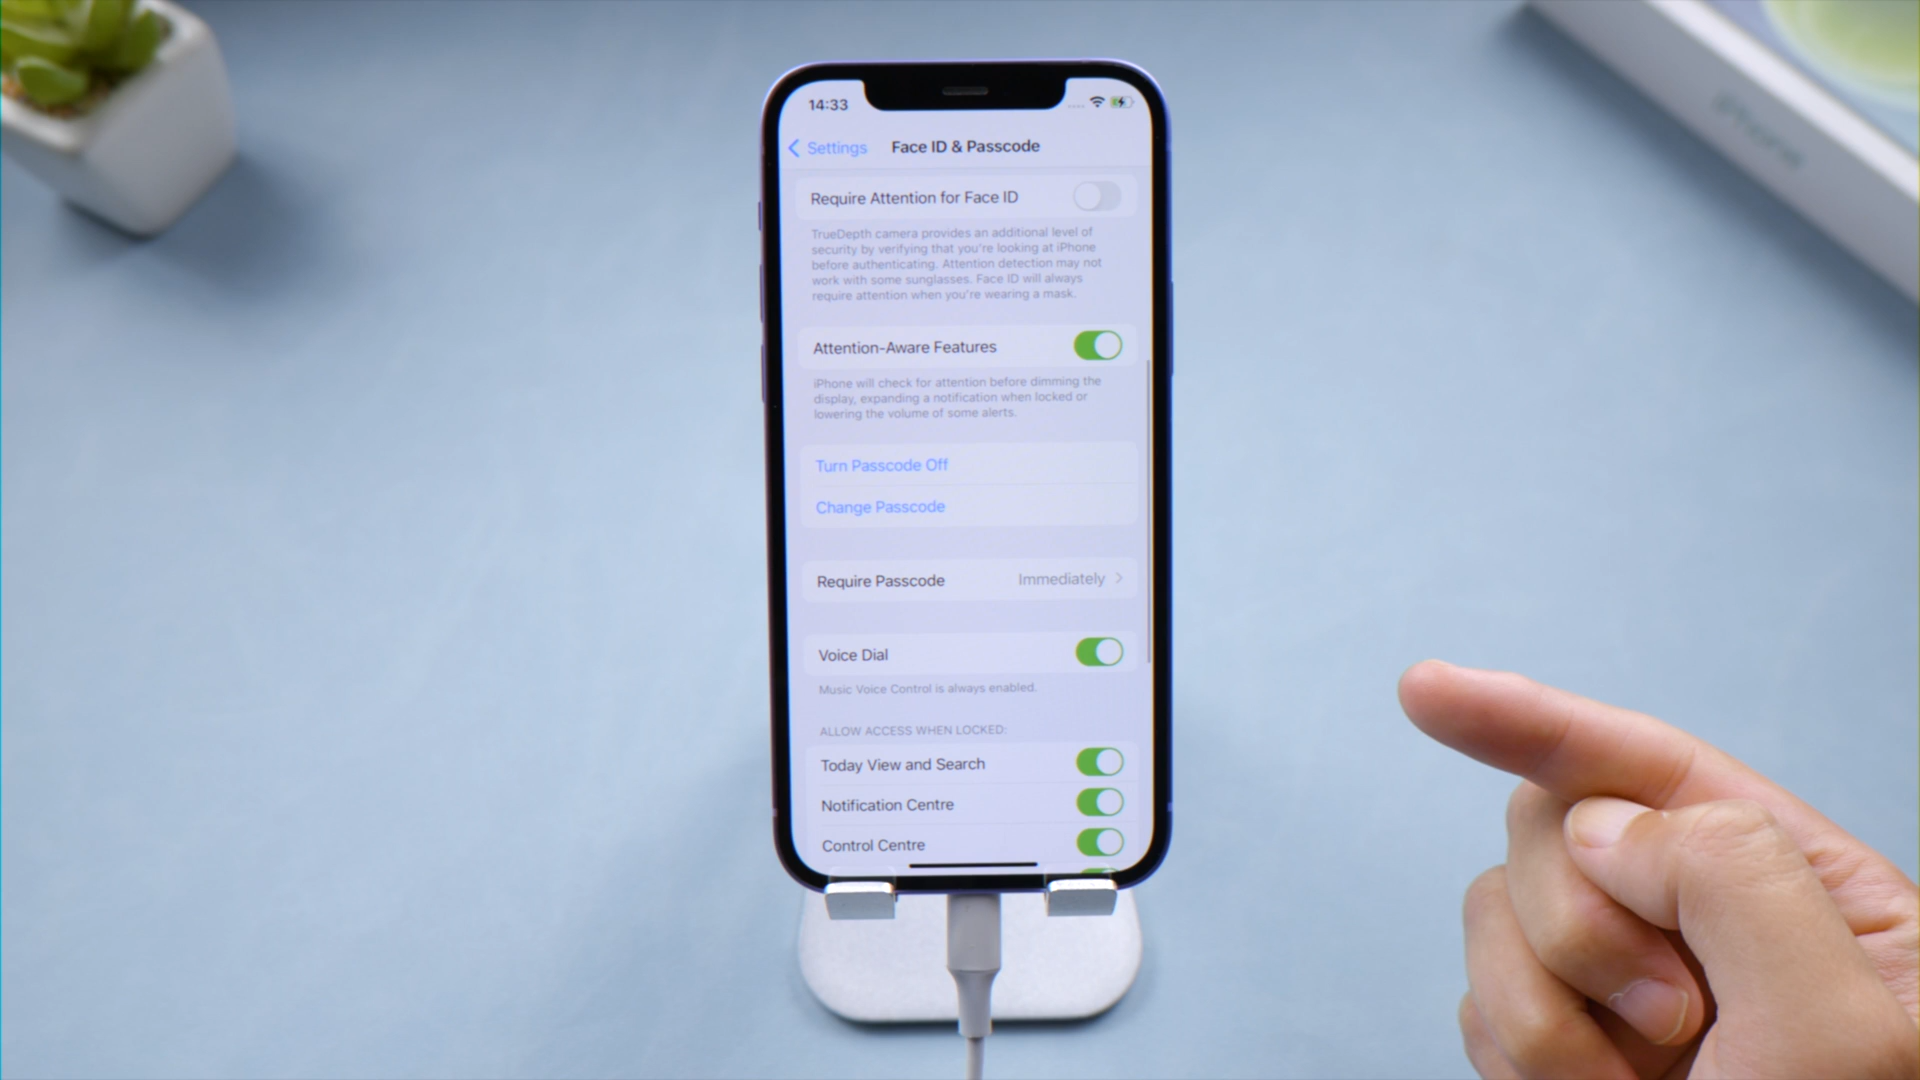 14:33
Settings
Face ID & Passcode
Require Attention for Face ID
TrueDepth camera provides an additional level of
security by verifying that you're looking at iPhone
before authenticating. Attention detection may not
work with some sunglasses. Face ID will always
require attention when you're wearing a mask.
Attention-Aware Features
iPhone will check for attention before dimming the
display, expanding a notification when locked or
lowering the volume of some alerts.
Turn Passcode Off
Change Passcode
Require Passcode Immediately
Voice Dial
Music Voice Control is always enabled.
ALLOW ACCESS WHEN LOCKED:
Today View and Search
Notification Centre
Control Centre
iPhone